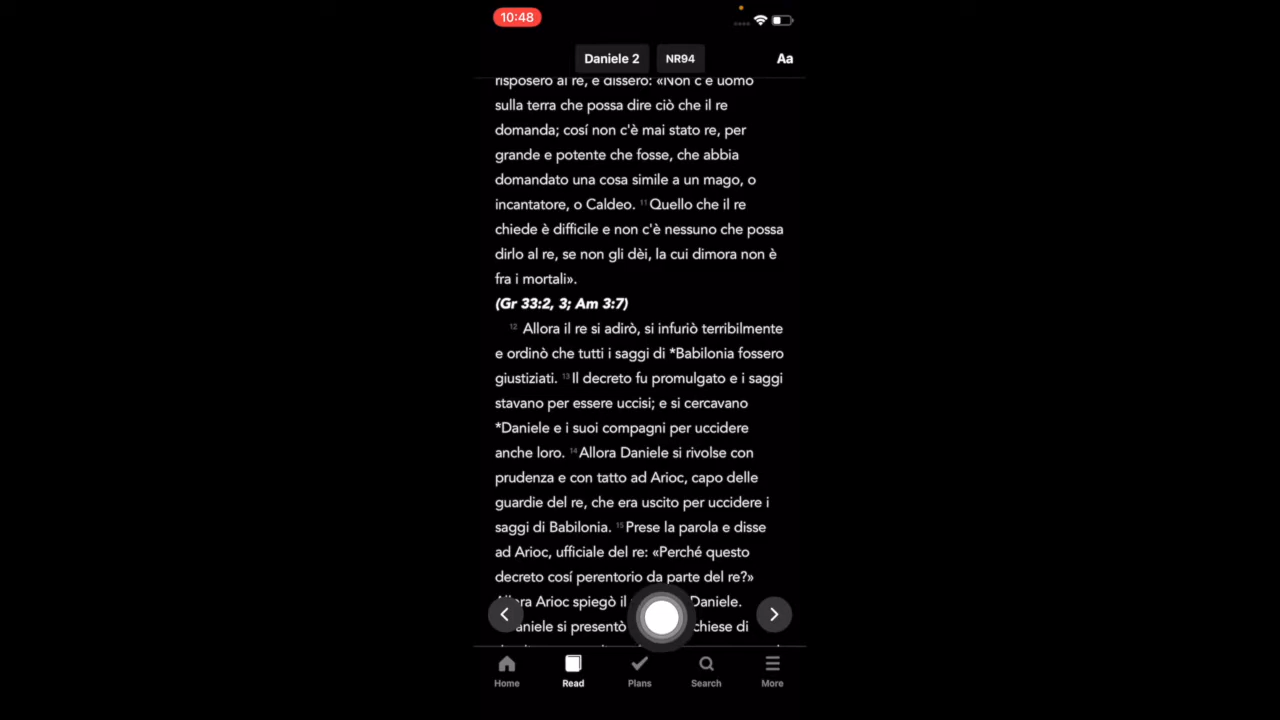 10:48
Daniele 2 NR94 Aa
risposero al re, e dissero: «Non c'è uomo
sulla terra che possa dire ciò che il re
domanda; cosí non c'è mai stato re, per
grande e potente che fosse, che abbia
domandato una cosa simile a un mago, o
incantatore, o Caldeo. 11 Quello che il re
chiede è difficile e non c'è nessuno che possa
dirlo al re, se non gli dèi, la cui dimora non è
fra i mortali».
(Gr 33:2, 3; Am 3:7)
12 Allora il re si adirò, si infuriò terribilmente
e ordinò che tutti i saggi di *Babilonia fossero
giustiziati. 13 Il decreto fu promulgato e i saggi
stavano per essere uccisi; e si cercavano
*Daniele e i suoi compagni per uccidere
anche loro. 14 Allora Daniele si rivolse con
prudenza e con tatto ad Arioc, capo delle
guardie del re, che era uscito per uccidere i
saggi di Babilonia. 15 Prese la parola e disse
ad Arioc, ufficiale del re: «Perché questo
decreto cosí perentorio da parte del re?»
Allora Arioc spiegò il Daniele.
Daniele si presentò chiese di
Home Read Plans Search More